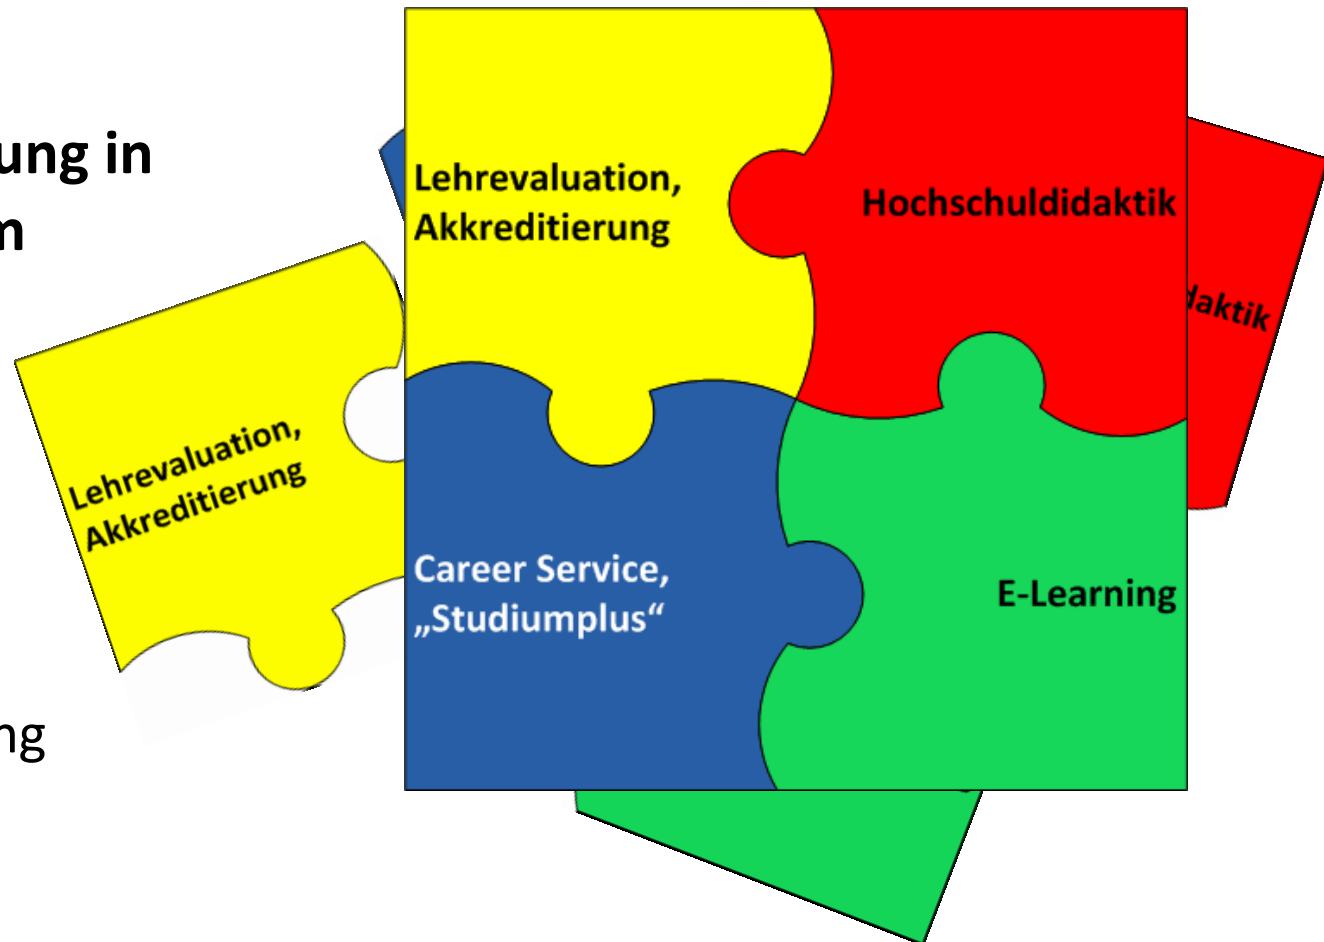 ung in
Lehrevaluation,
Akkreditierung
Hochschuldidaktik
daktik
Lehrevaluation,
Akkreditierung
Career Service,
„Studiumplus“
E-Learning
ng